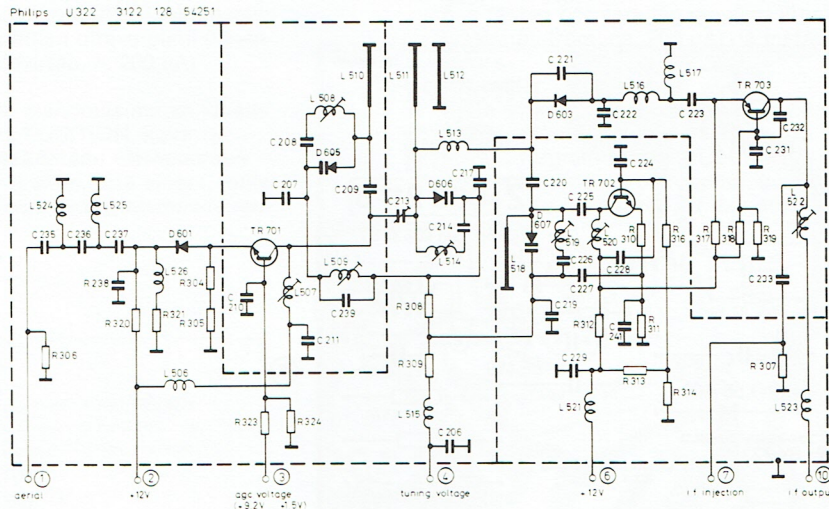 Philips U322 3122 128 54251
L510
L511
L512
C221
L516
L517
TR703
L508
D603
C222
C223
C232
C208
L513
C231
D605
C224
C207
C209
C217
C220
TR702
D606
C225
L524
L525
C213
L522
C235
C236
C237
D601
TR701
C214
D607
L519
L520
R310
R316
R317
R318
R319
L514
L518
C226
C228
L526
R304
L509
C227
C233
R238
C210
L507
C239
R308
C219
R320
R321
R305
C211
R312
C241
R311
R306
R309
C229
R307
L506
R313
R314
L515
L521
L523
R323
R324
C206
1
2
3
4
6
7
10
aerial
+12V
agc voltage
(+9.2V +1.5V)
tuning voltage
+12V
i.f injection
i.f output